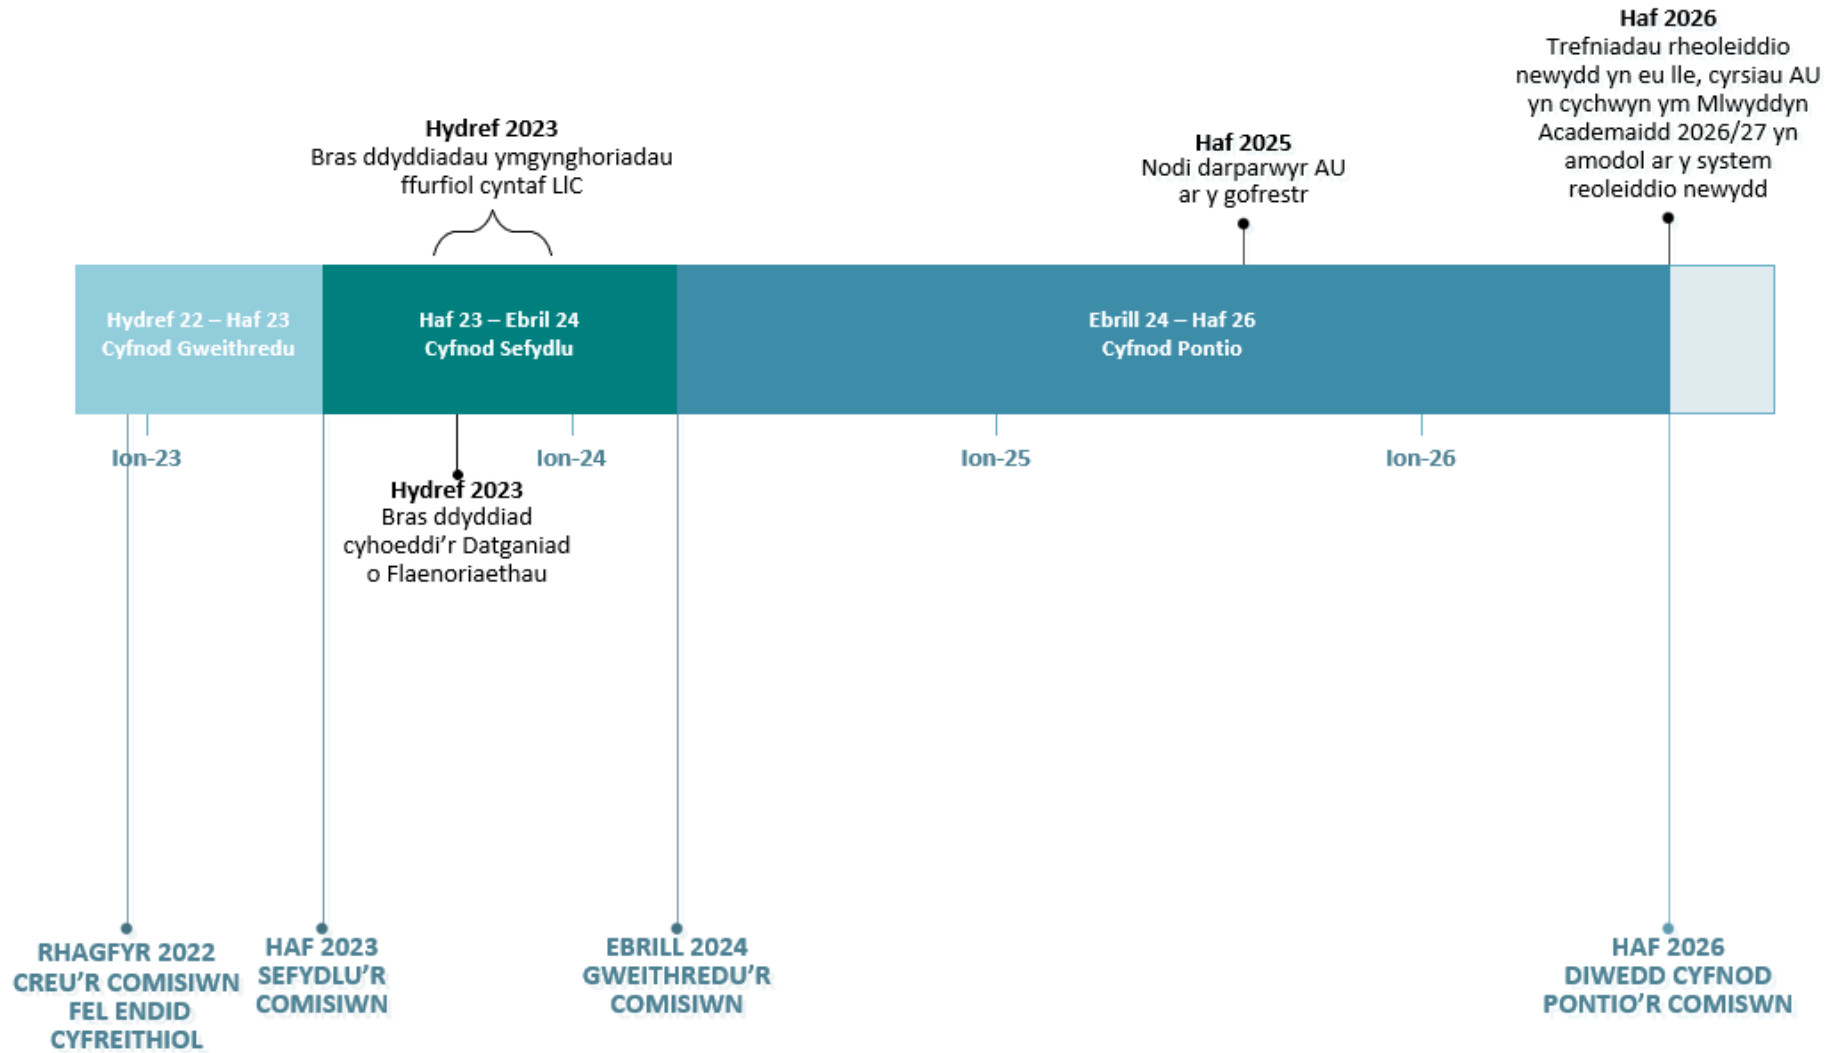 Haf 2026
Trefniadau rheoleiddio
newydd yn eu lle, cyrsiau AU
yn cychwyn ym Mlwyddyn
Academaidd 2026/27 yn
amodol ar y system
reoleiddio newydd
Hydref 2023
Bras ddyddiadau ymgynghoriadau
ffurfiol cyntaf LlC
Haf 2025
Nodi darparwyr AU
ar y gofrestr
Hydref 22 – Haf 23
Cyfnod Gweithredu
Haf 23 – Ebril 24
Cyfnod Sefydlu
Ebrill 24 – Haf 26
Cyfnod Pontio
Ion-23
Ion-24
Ion-25
Ion-26
Hydref 2023
Bras ddyddiad
cyhoeddi’r Datganiad
o Flaenoriaethau
RHAGFYR 2022
CREU’R COMISIWN
FEL ENDID
CYFREITHIOL
HAF 2023
SEFYDLU’R
COMISIWN
EBRILL 2024
GWEITHREDU’R
COMISIWN
HAF 2026
DIWEDD CYFNOD
PONTIO’R COMISWN